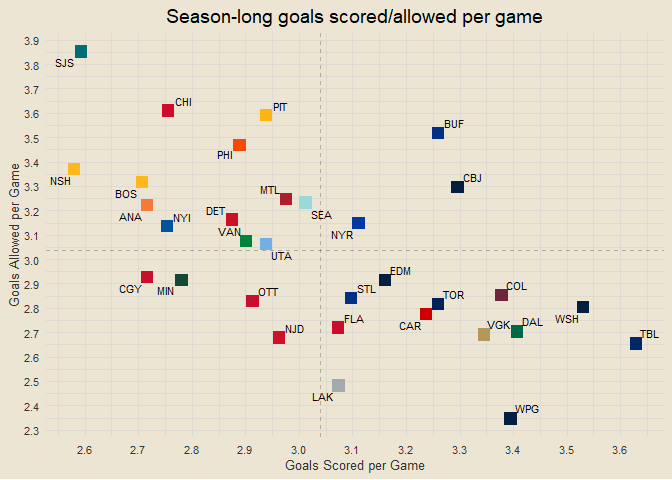 Season-long goals scored/allowed per game
Goals Allowed per Game
3.9
3.8
3.7
3.6
3.5
3.4
3.3
3.2
3.1
3.0
2.9
2.8
2.7
2.6
2.5
2.4
2.3
SJS
CHI
PIT
BUF
PHI
NSH
CBJ
BOS
MTL
ANA
NYI
DET
SEA
VAN
NYR
UTA
EDM
CGY
MIN
OTT
STL
TOR
COL
FLA
CAR
VGK
DAL
WSH
NJD
TBL
LAK
WPG
2.6 2.7 2.8 2.9 3.0 3.1 3.2 3.3 3.4 3.5 3.6
Goals Scored per Game